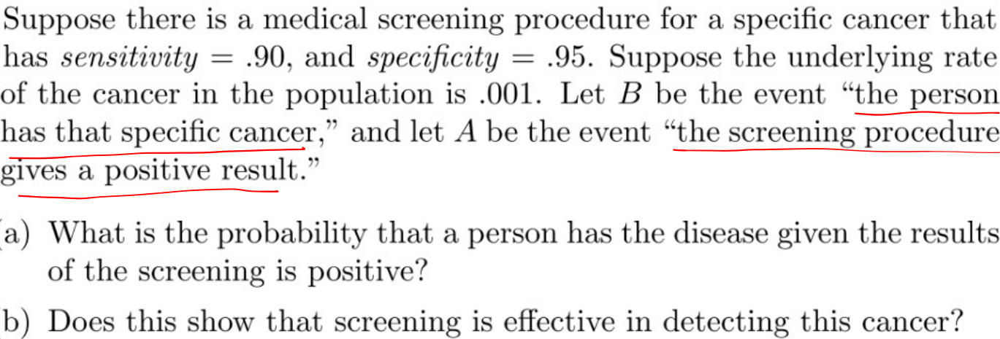 Suppose there is a medical screening procedure for a specific cancer that
has sensitivity = .90, and specificity = .95. Suppose the underlying rate
of the cancer in the population is .001. Let B be the event “the person
has that specific cancer,” and let A be the event “the screening procedure
gives a positive result.”
(a) What is the probability that a person has the disease given the results
of the screening is positive?
(b) Does this show that screening is effective in detecting this cancer?